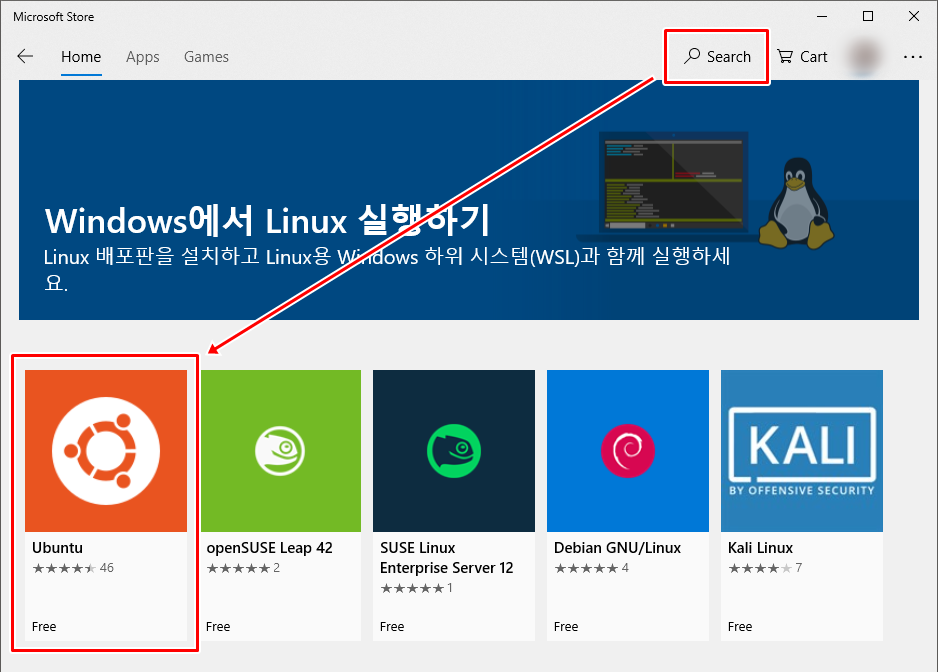 Microsoft Store
Home Apps Games Search Cart
Windows에서 Linux 실행하기
Linux 배포판을 설치하고 Linux용 Windows 하위 시스템(WSL)과 함께 실행하세
요.
KALI
BY OFFENSIVE SECURITY
Ubuntu
46
Free
openSUSE Leap 42
2
Free
SUSE Linux
Enterprise Server 12
1
Free
Debian GNU/Linux
4
Free
Kali Linux
7
Free